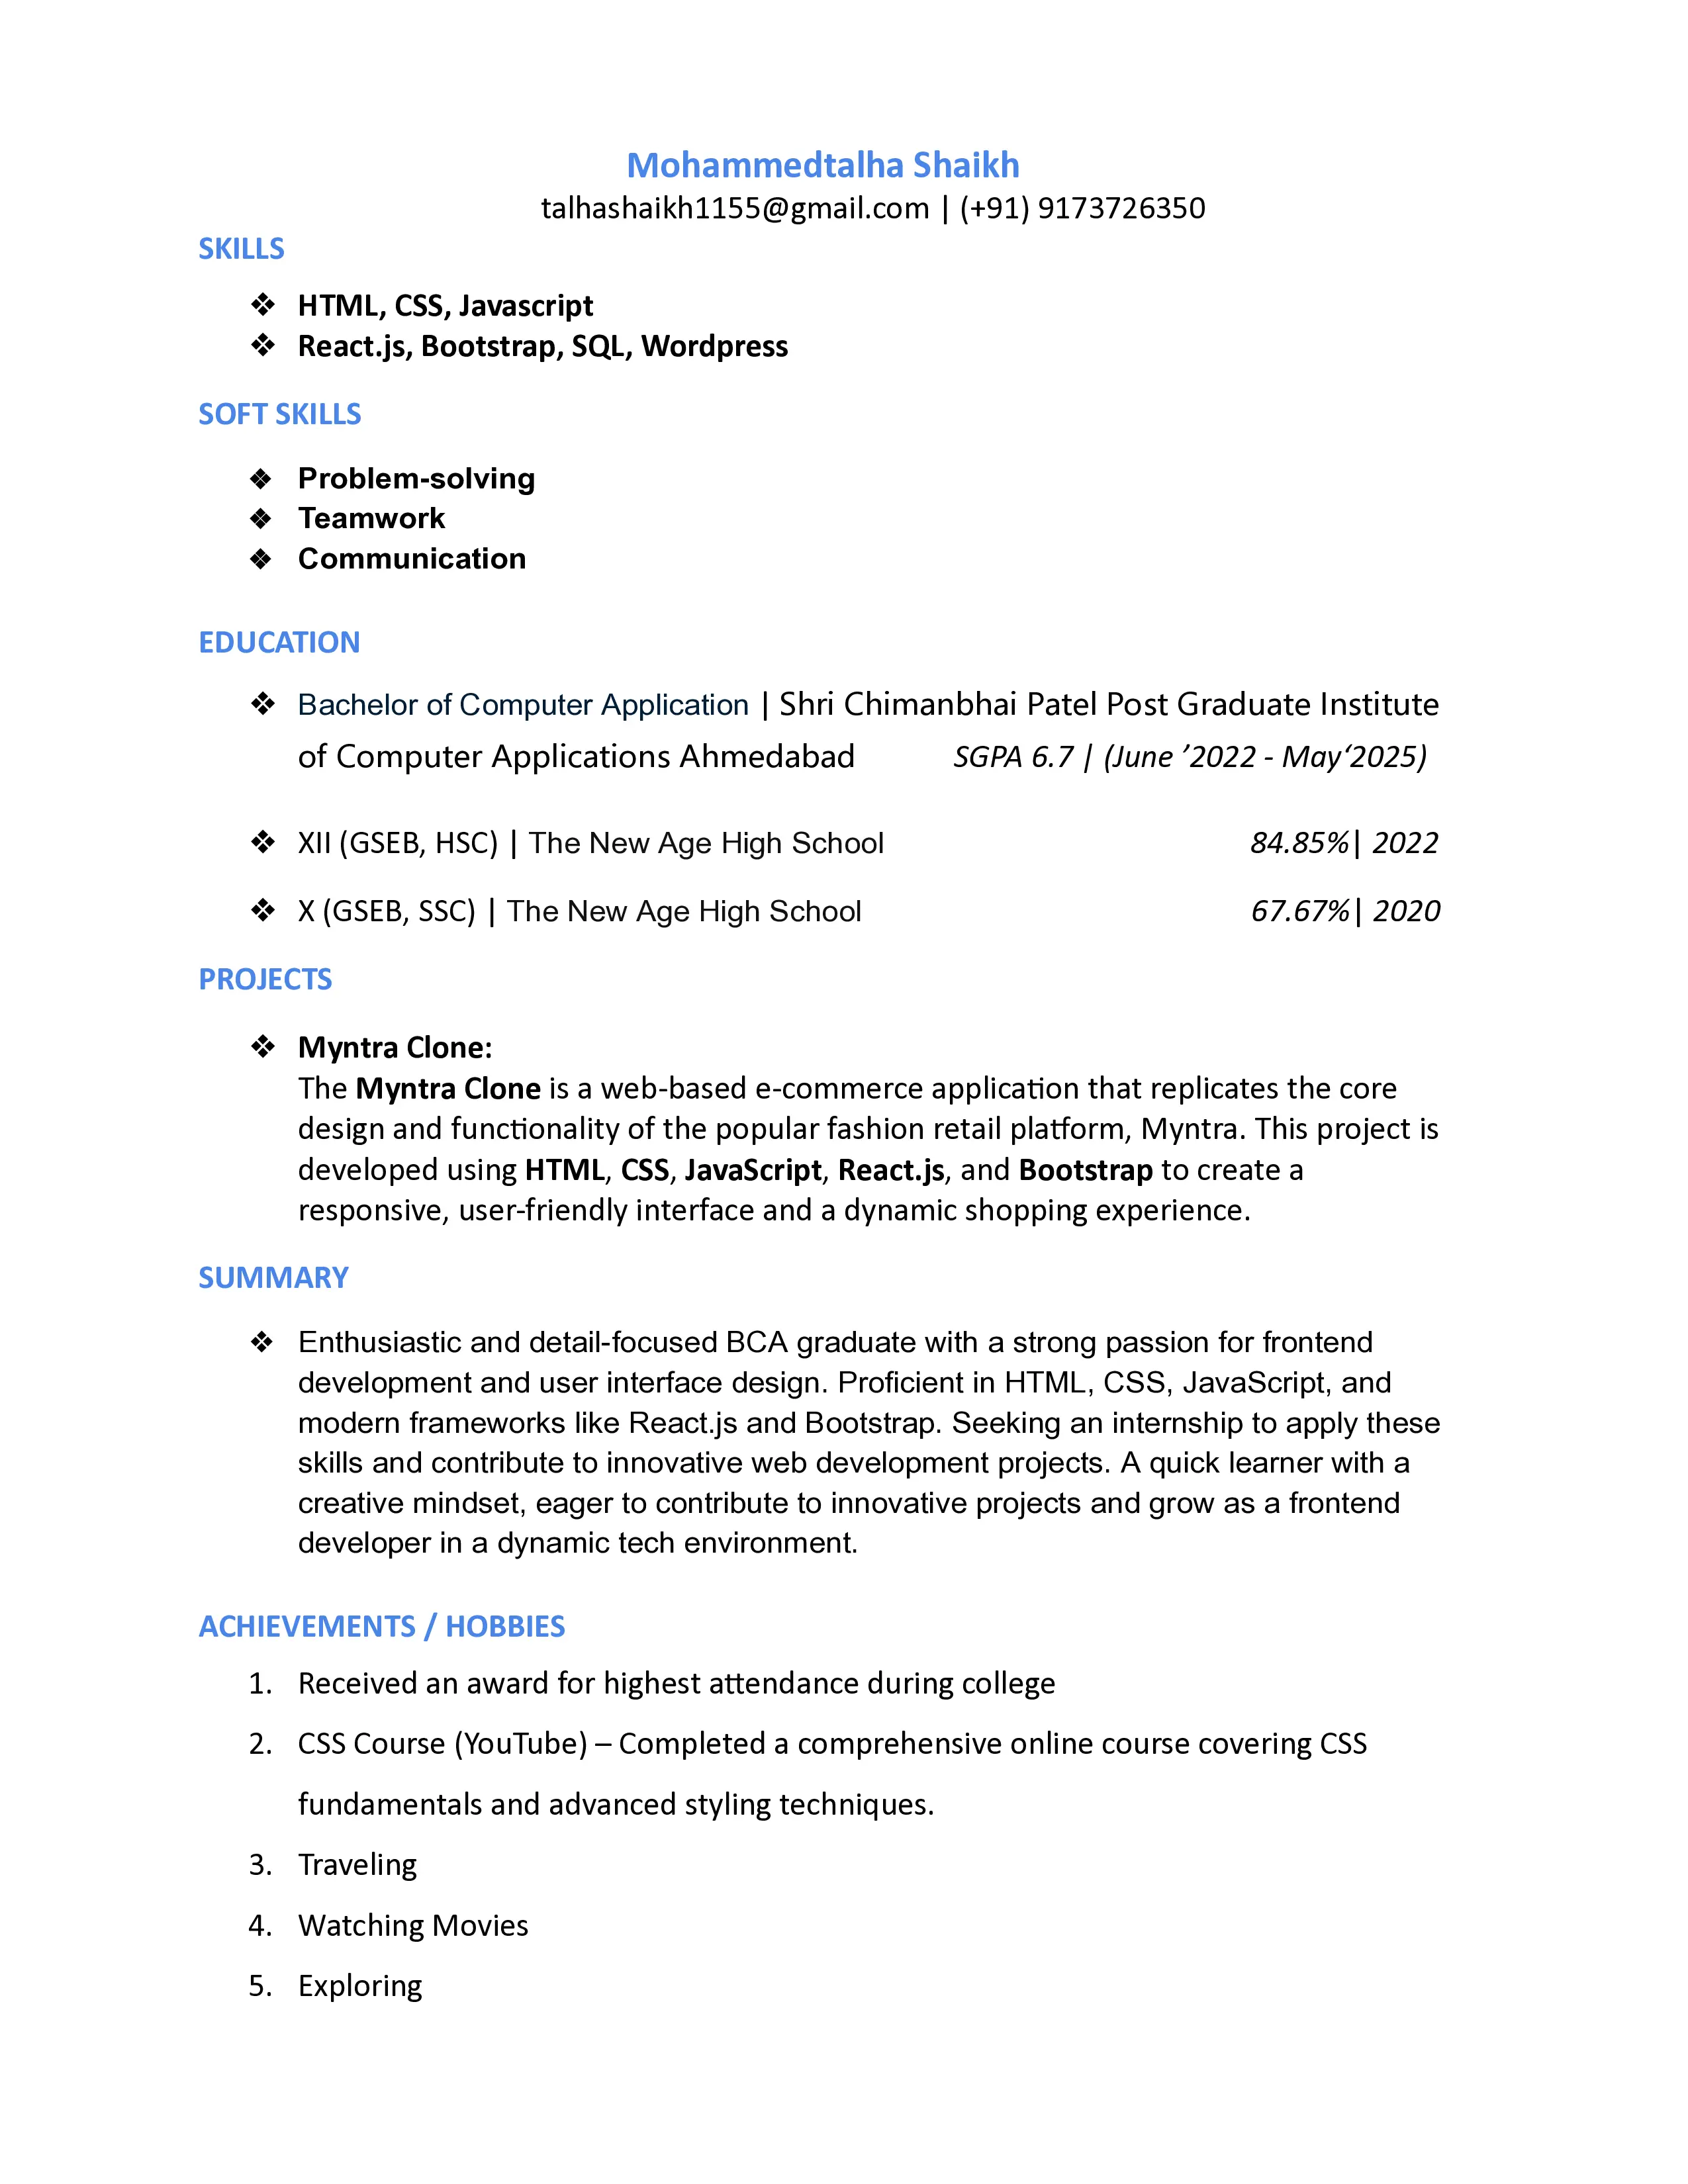 Mohammedtalha Shaikh
talhashaikh1155@gmail.com | (+91) 9173726350
SKILLS
❖ HTML, CSS, Javascript
❖ React.js, Bootstrap, SQL, Wordpress
SOFT SKILLS
❖ Problem-solving
❖ Teamwork
❖ Communication
EDUCATION
❖ Bachelor of Computer Application | Shri Chimanbhai Patel Post Graduate Institute
of Computer Applications Ahmedabad SGPA 6.7 | (June ’2022 - May‘2025)
❖ XII (GSEB, HSC) | The New Age High School 84.85%| 2022
❖ X (GSEB, SSC) | The New Age High School 67.67%| 2020
PROJECTS
❖ Myntra Clone:
The Myntra Clone is a web-based e-commerce application that replicates the core
design and functionality of the popular fashion retail platform, Myntra. This project is
developed using HTML, CSS, JavaScript, React.js, and Bootstrap to create a
responsive, user-friendly interface and a dynamic shopping experience.
SUMMARY
❖ Enthusiastic and detail-focused BCA graduate with a strong passion for frontend
development and user interface design. Proficient in HTML, CSS, JavaScript, and
modern frameworks like React.js and Bootstrap. Seeking an internship to apply these
skills and contribute to innovative web development projects. A quick learner with a
creative mindset, eager to contribute to innovative projects and grow as a frontend
developer in a dynamic tech environment.
ACHIEVEMENTS / HOBBIES
1. Received an award for highest attendance during college
2. CSS Course (YouTube) – Completed a comprehensive online course covering CSS
fundamentals and advanced styling techniques.
3. Traveling
4. Watching Movies
5. Exploring